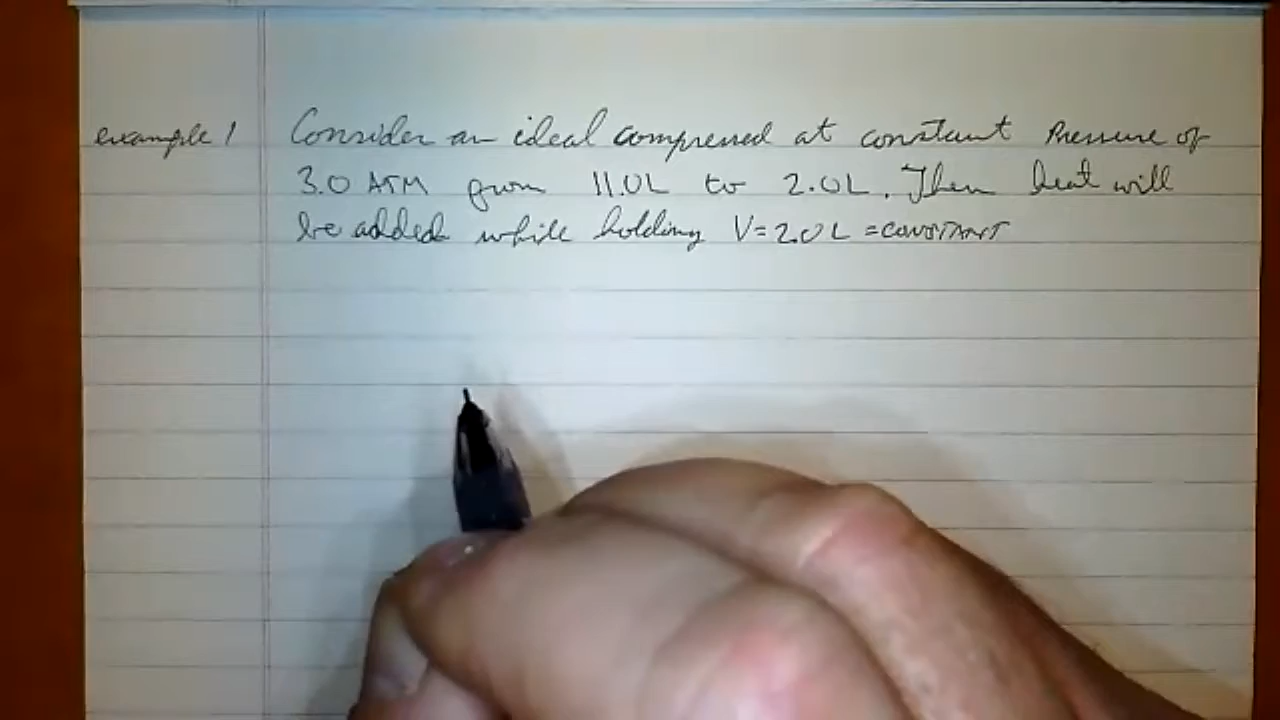 example 1 Consider an ideal compressed at constant Pressure of
3.0 ATM from 11.0L to 2.0L. Then heat will
be added while holding V=2.0L =CONSTANT